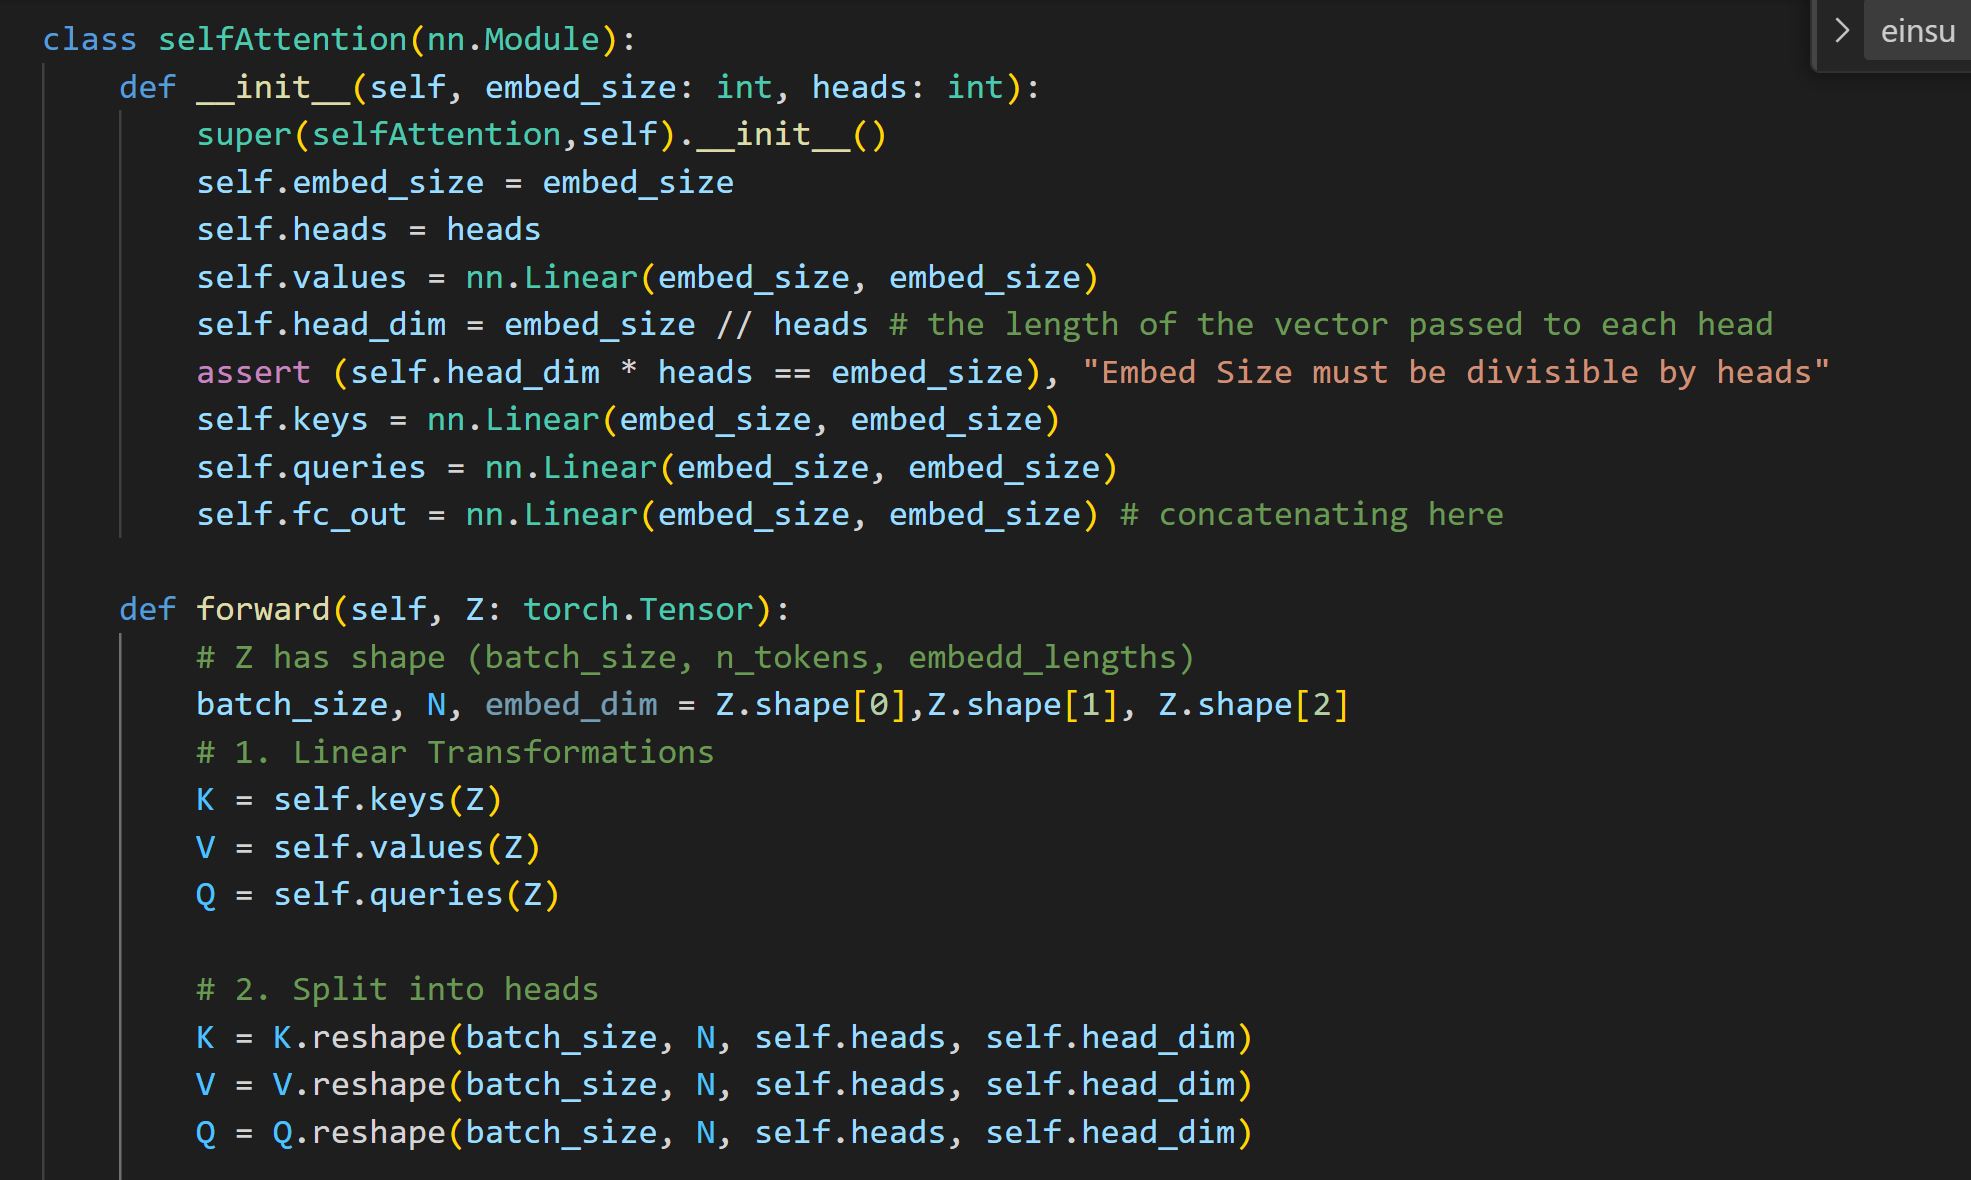 class selfAttention(nn.Module):
einsu
    def __init__(self, embed_size: int, heads: int):
        super(selfAttention,self).__init__()
        self.embed_size = embed_size
        self.heads = heads
        self.values = nn.Linear(embed_size, embed_size)
        self.head_dim = embed_size // heads # the length of the vector passed to each head
        assert (self.head_dim * heads == embed_size), "Embed Size must be divisible by heads"
        self.keys = nn.Linear(embed_size, embed_size)
        self.queries = nn.Linear(embed_size, embed_size)
        self.fc_out = nn.Linear(embed_size, embed_size) # concatenating here

    def forward(self, Z: torch.Tensor):
        # Z has shape (batch_size, n_tokens, embedd_lengths)
        batch_size, N, embed_dim = Z.shape[0],Z.shape[1], Z.shape[2]
        # 1. Linear Transformations
        K = self.keys(Z)
        V = self.values(Z)
        Q = self.queries(Z)

        # 2. Split into heads
        K = K.reshape(batch_size, N, self.heads, self.head_dim)
        V = V.reshape(batch_size, N, self.heads, self.head_dim)
        Q = Q.reshape(batch_size, N, self.heads, self.head_dim)